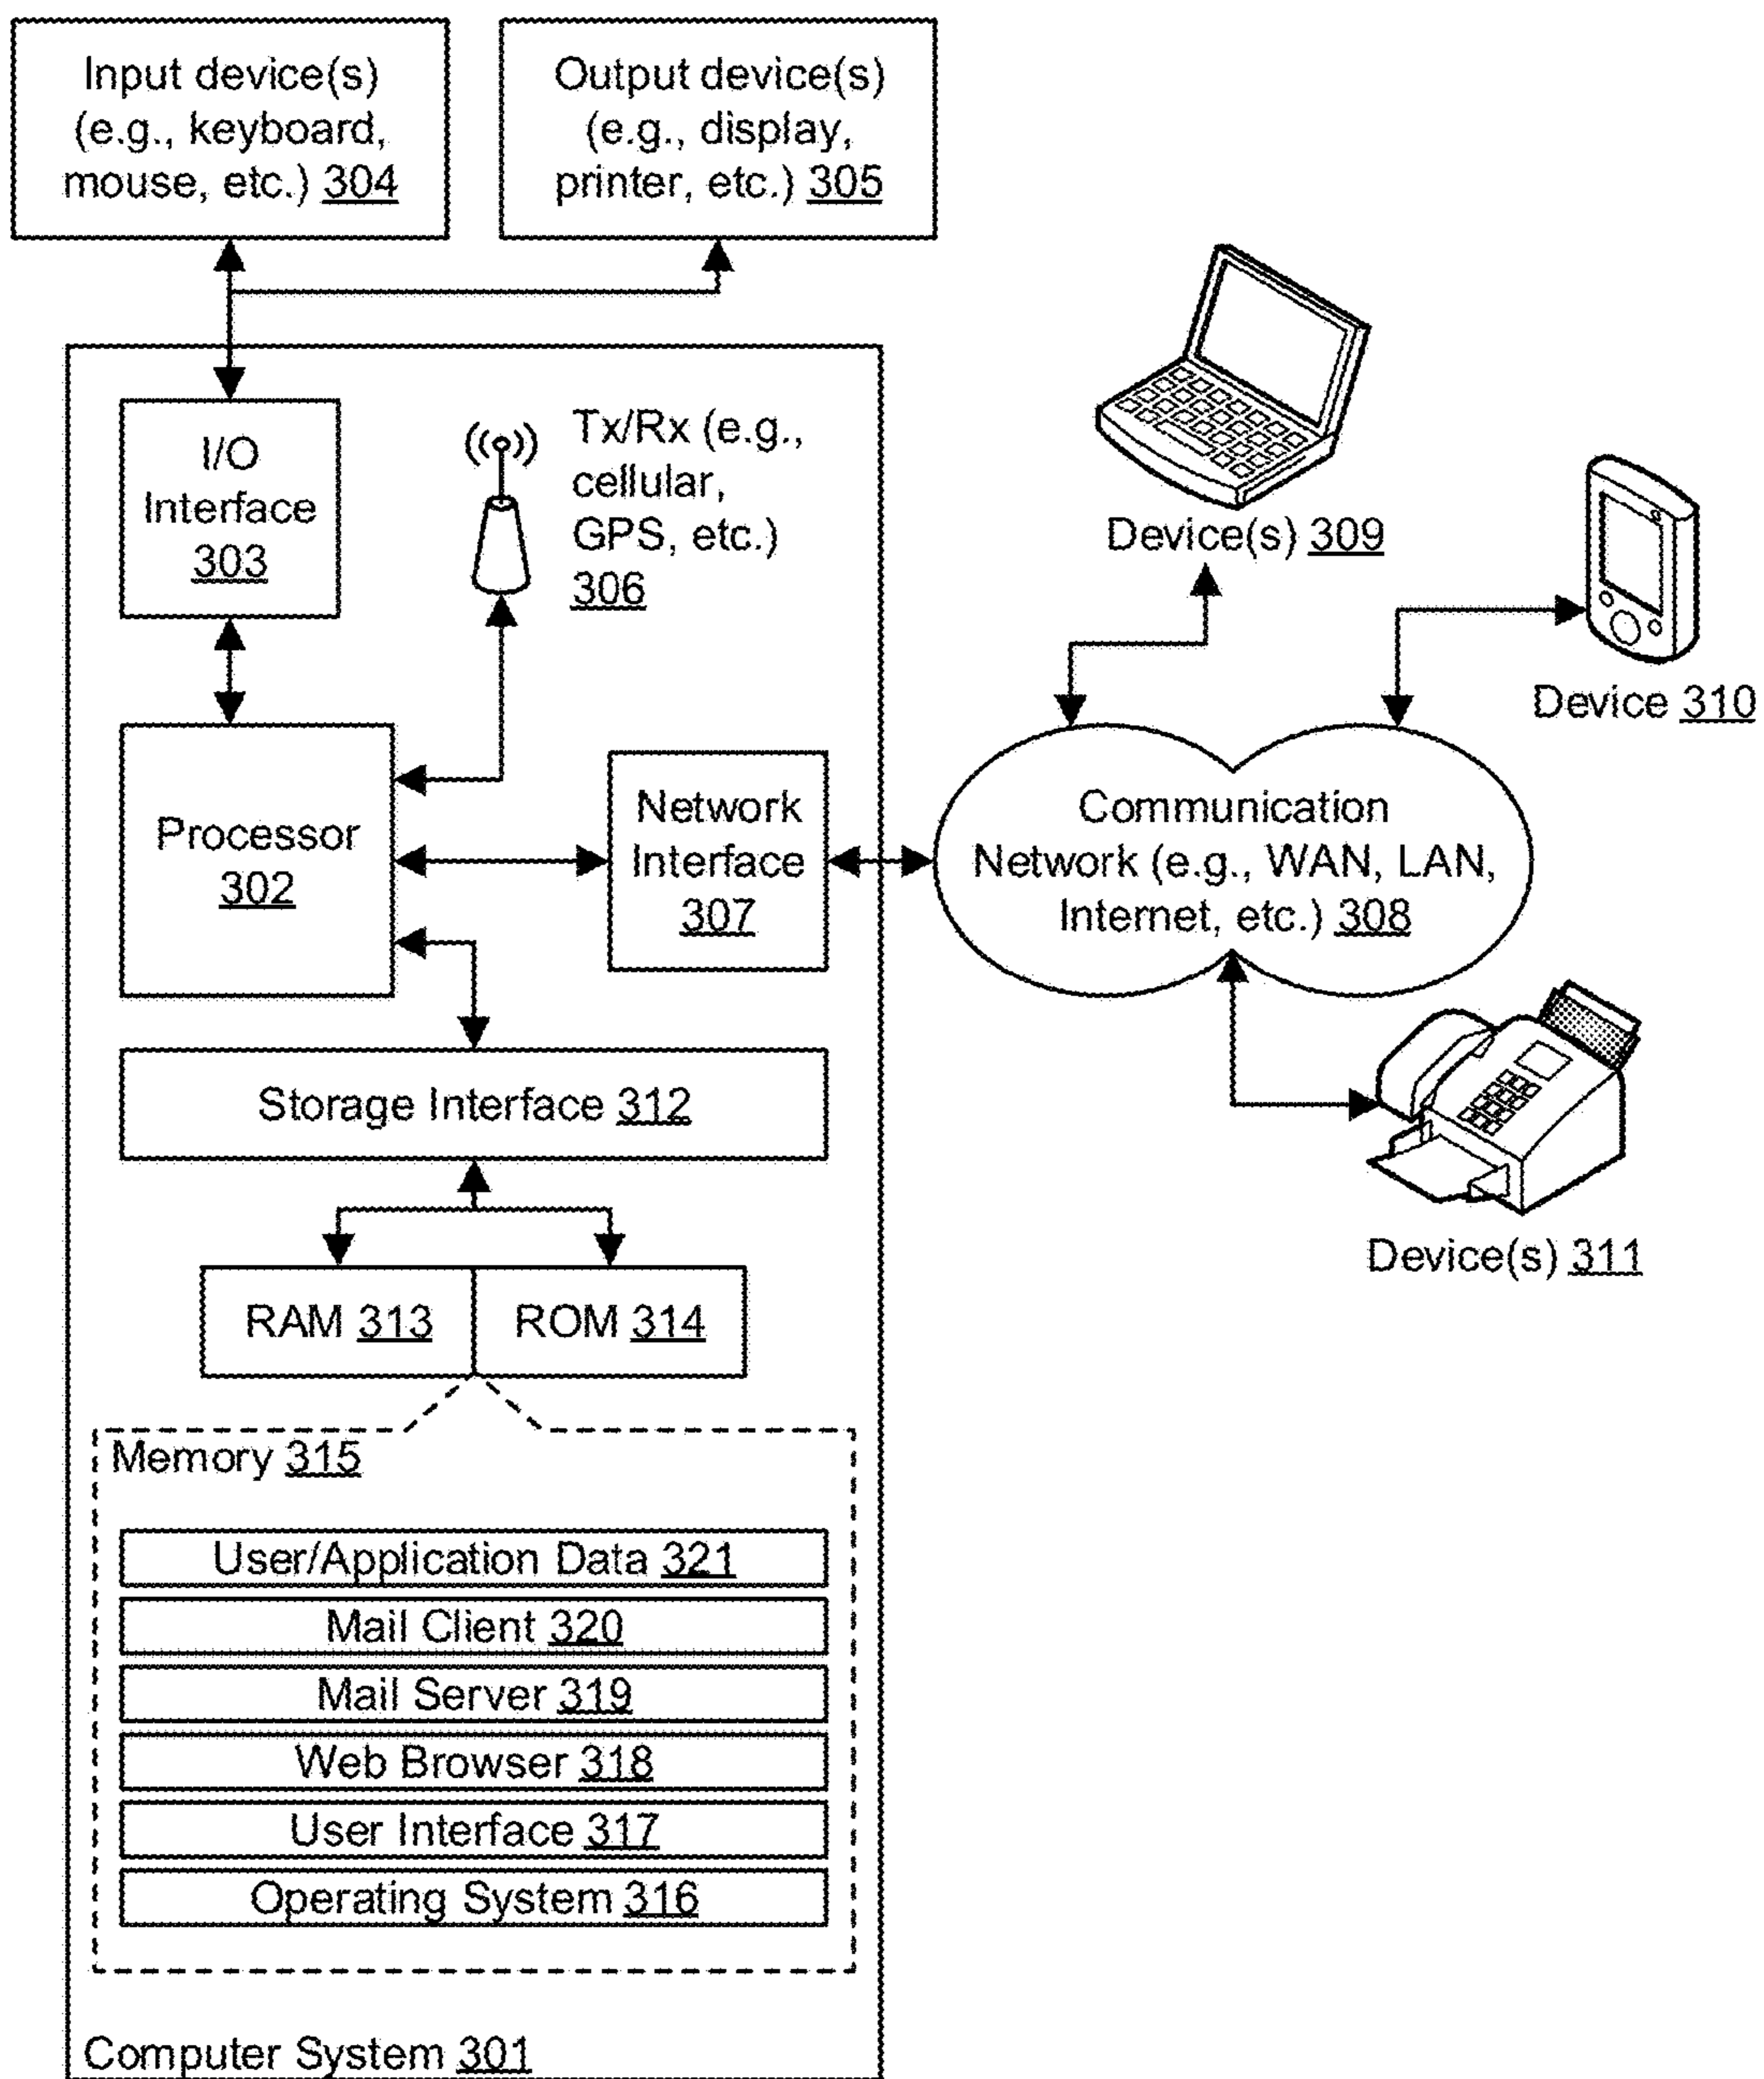 Input device(s)
(e.g., keyboard,
mouse, etc.) 304
Output device(s)
(e.g., display,
printer, etc.) 305
I/O
Interface
303
Tx/Rx (e.g.,
cellular,
GPS, etc.)
306
Device(s) 309
Device 310
Processor
302
Network
Interface
307
Communication
Network (e.g., WAN, LAN,
Internet, etc.) 308
Storage Interface 312
Device(s) 311
RAM 313
ROM 314
Memory 315
User/Application Data 321
Mail Client 320
Mail Server 319
Web Browser 318
User Interface 317
Operating System 316
Computer System 301